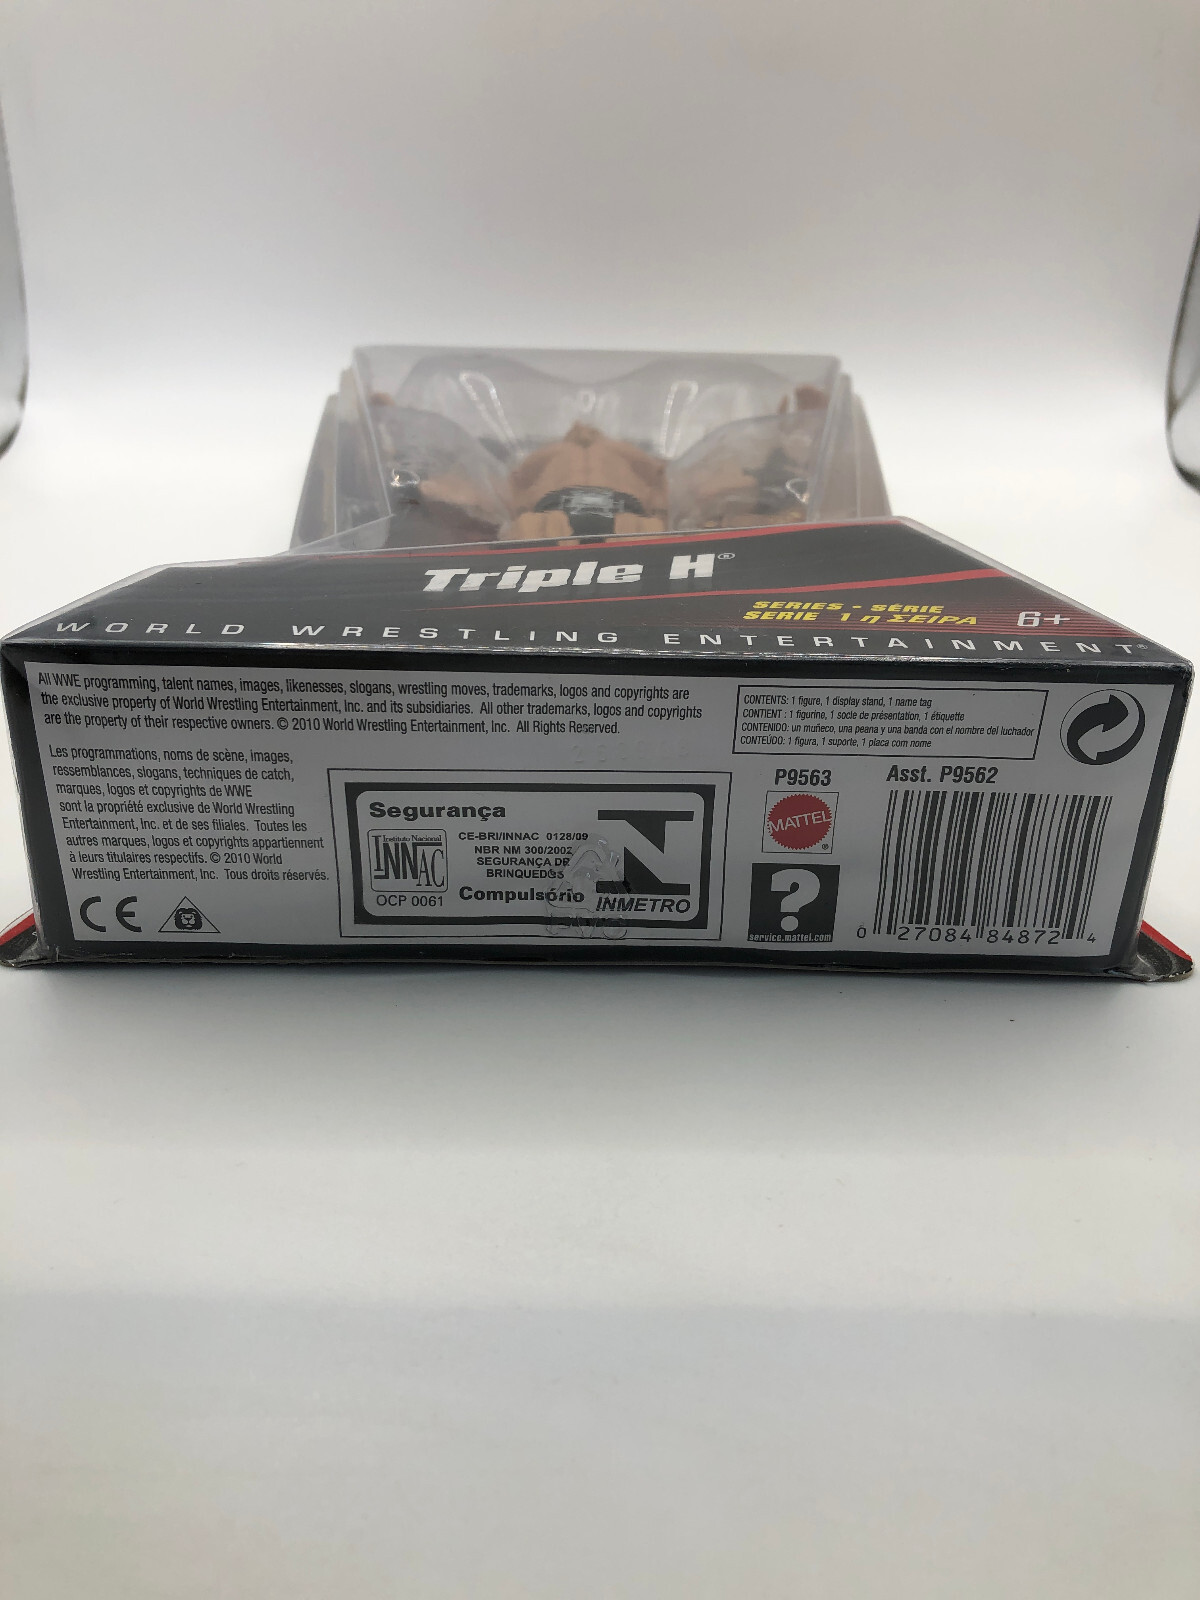 Triple H®
SERIES - SÉRIE
SERIE 1 η ΣΕΙΡΑ
6+
WORLD WRESTLING ENTERTAINMENT®
All WWE programming, talent names, images, likenesses, slogans, wrestling moves, trademarks, logos and copyrights are
the exclusive property of World Wrestling Entertainment, Inc. and its subsidiaries. All other trademarks, logos and copyrights
are the property of their respective owners. © 2010 World Wrestling Entertainment, Inc. All Rights Reserved.
Les programmations, noms de scène, images,
ressemblances, slogans, techniques de catch,
marques, logos et copyrights de WWE
sont la propriété exclusive de World Wrestling
Entertainment, Inc. et de ses filiales. Toutes les
autres marques, logos et copyrights appartiennent
à leurs titulaires respectifs. © 2010 World
Wrestling Entertainment, Inc. Tous droits réservés.
CE
Segurança
Instituto Nacional
INNAC
OCP 0061
CE-BRI/INNAC 0128/09
NBR NM 300/2002
SEGURANÇA DE
BRINQUEDOS
Compulsório
INMETRO
CONTENTS: 1 figure, 1 display stand, 1 name tag
CONTIENT : 1 figurine, 1 socle de présentation, 1 étiquette
CONTENIDO: un muñeco, una peana y una banda con el nombre del luchador
CONTEÚDO: 1 figura, 1 suporte, 1 placa com nome
P9563
MATTEL®
?
service.mattel.com
Asst. P9562
0 27084 84872 4